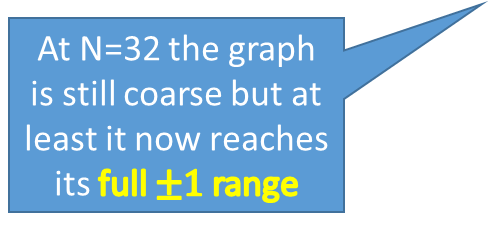 At N=32 the graph
is still coarse but at
least it now reaches
its full ±1 range